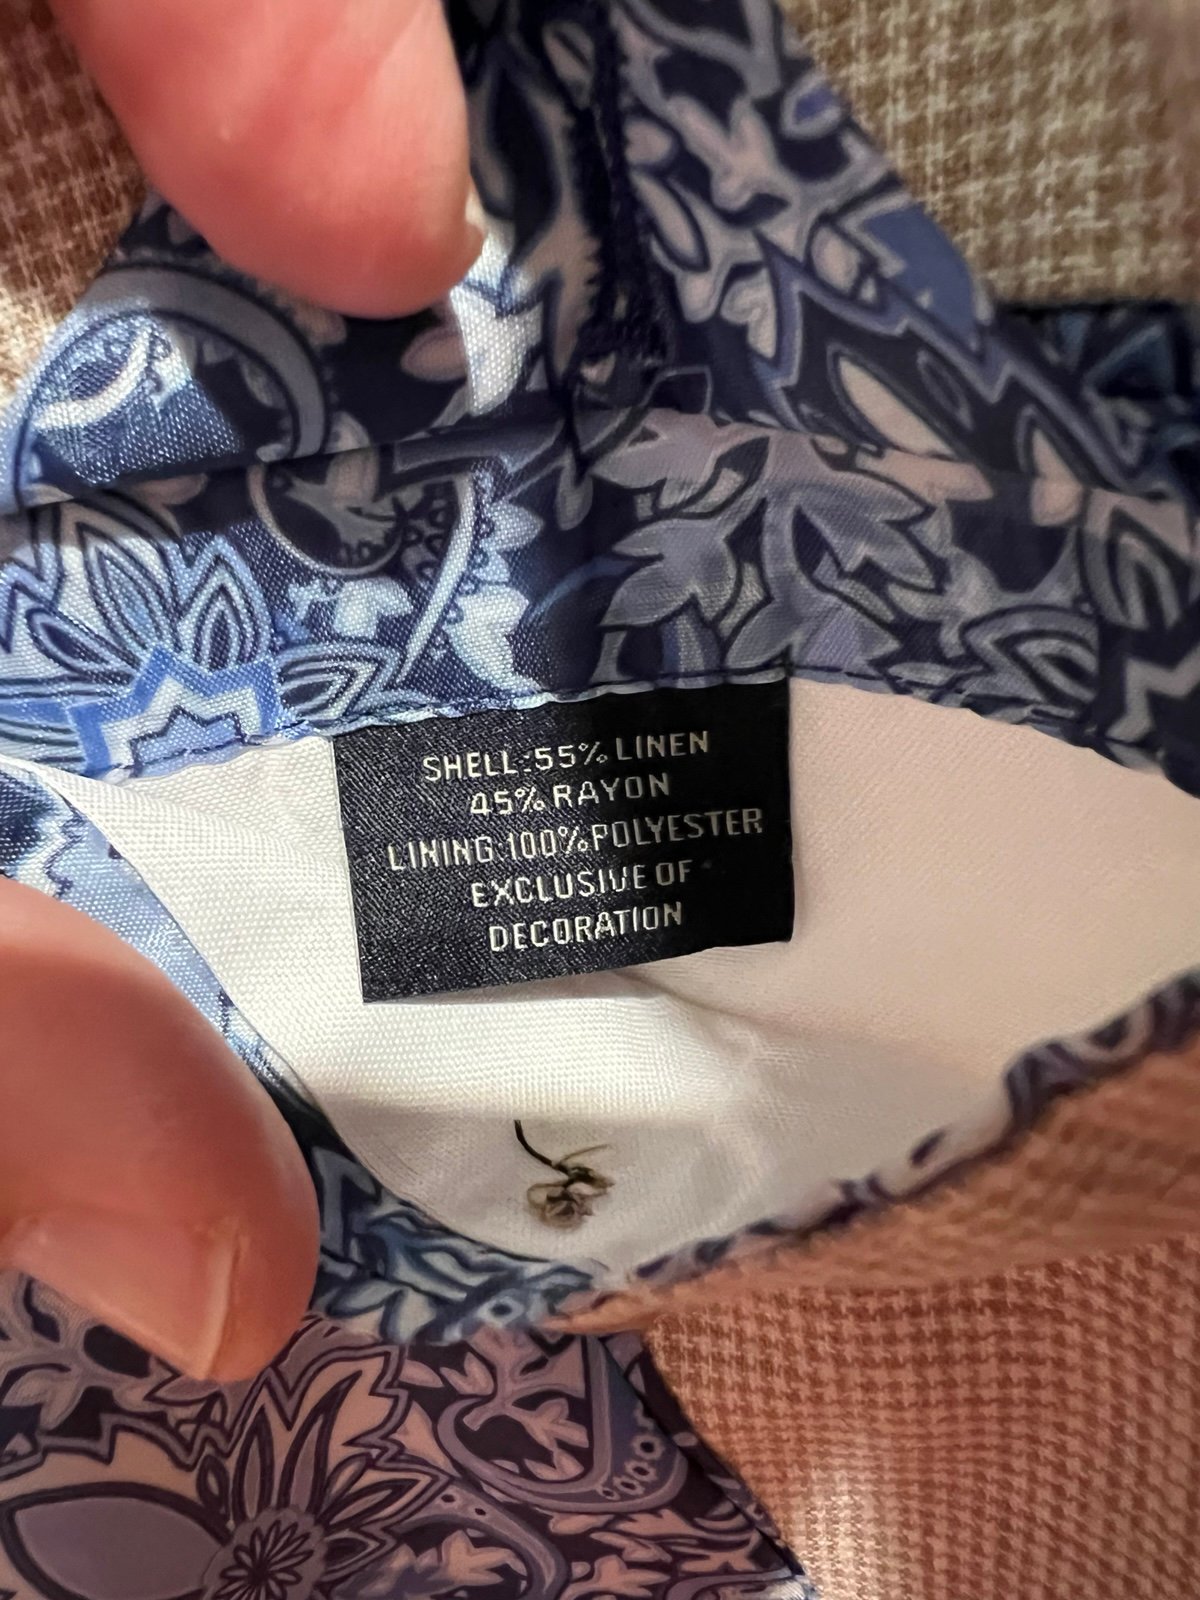 SHELL:55% LINEN
45% RAYON
LINING 100% POLYESTER
EXCLUSIVE OF
DECORATION